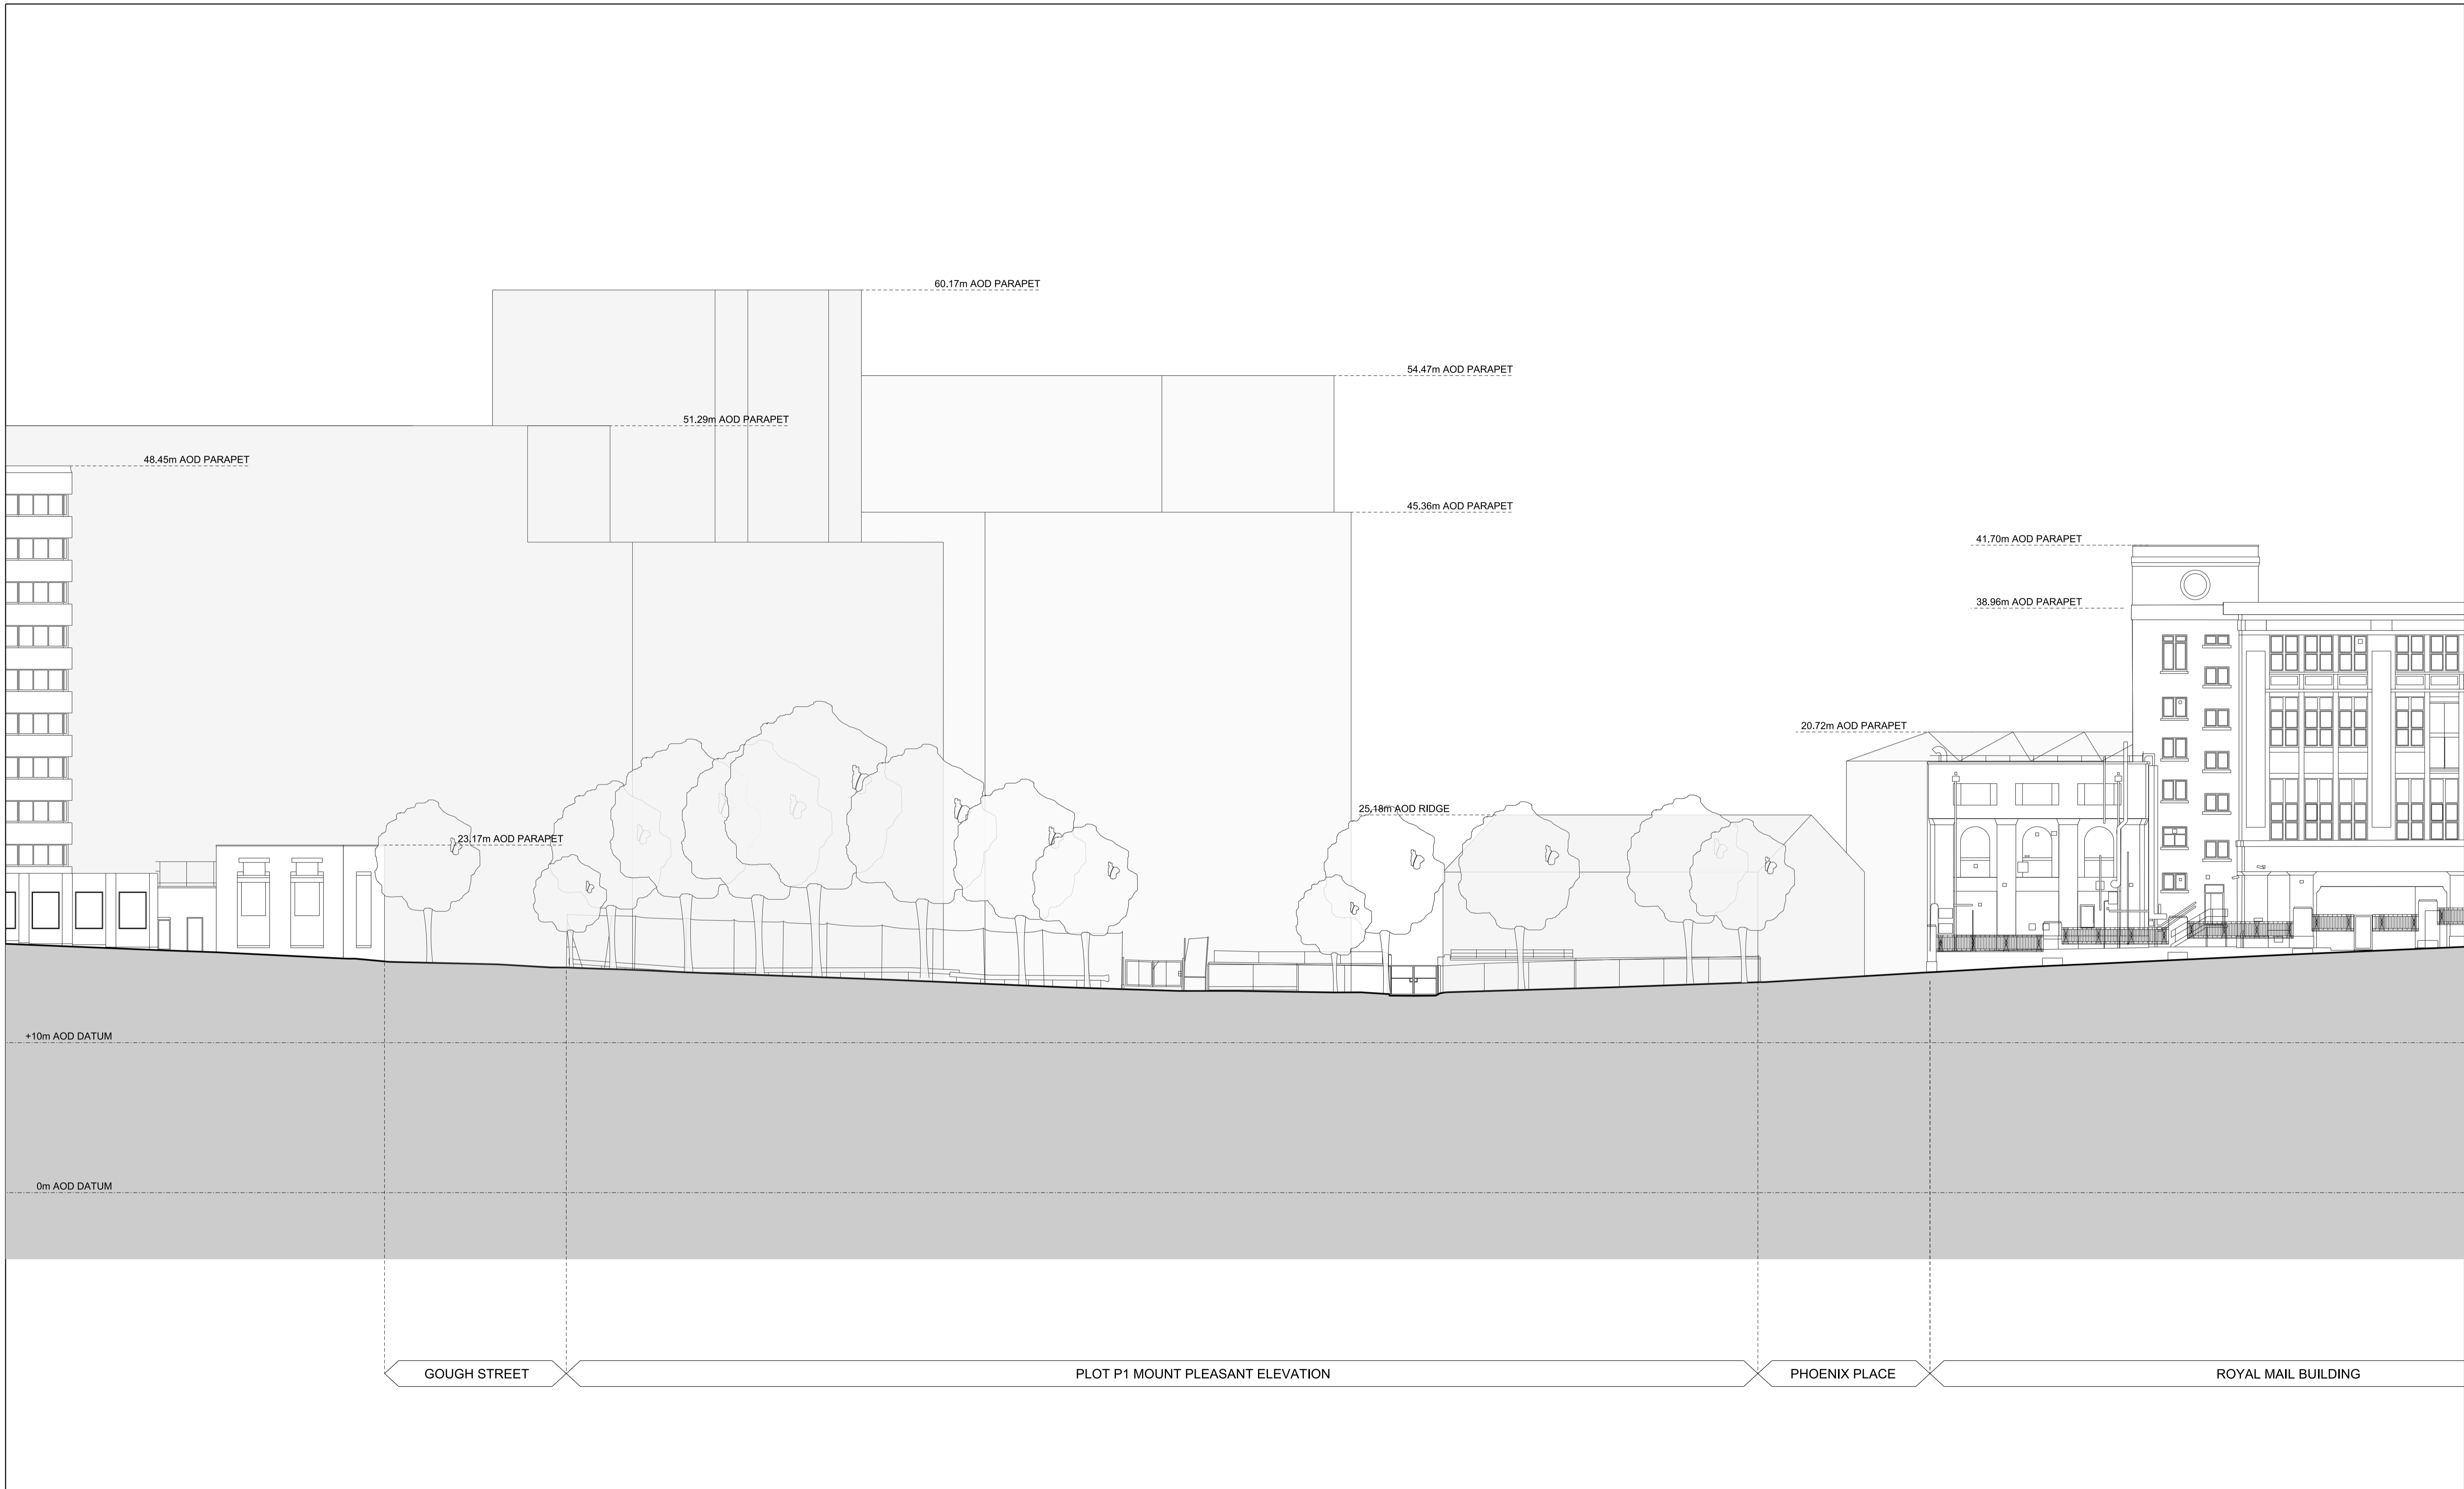 60.17m AOD PARAPET
54.47m AOD PARAPET
51.29m AOD PARAPET
48.45m AOD PARAPET
45.36m AOD PARAPET
41.70m AOD PARAPET
38.96m AOD PARAPET
20.72m AOD PARAPET
25.18m AOD RIDGE
23.17m AOD PARAPET
+10m AOD DATUM
0m AOD DATUM
GOUGH STREET
PLOT P1 MOUNT PLEASANT ELEVATION
PHOENIX PLACE
ROYAL MAIL BUILDING